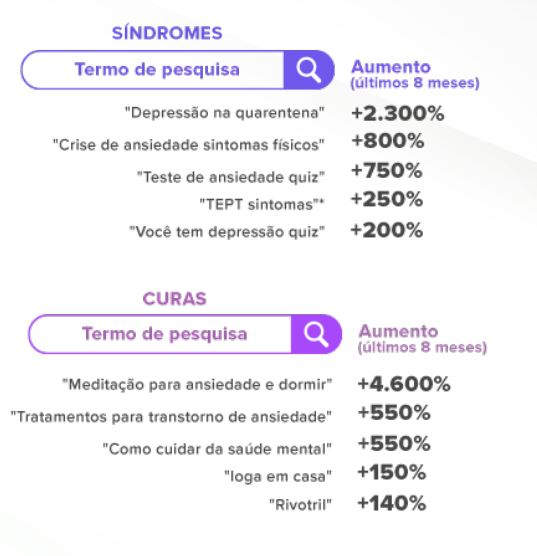 SÍNDROMES
Termo de pesquisa
Aumento
(últimos 8 meses)
"Depressão na quarentena" +2.300%
"Crise de ansiedade sintomas físicos" +800%
"Teste de ansiedade quiz" +750%
"TEPT sintomas"* +250%
"Você tem depressão quiz" +200%
CURAS
Termo de pesquisa
Aumento
(últimos 8 meses)
"Meditação para ansiedade e dormir" +4.600%
"Tratamentos para transtorno de ansiedade" +550%
"Como cuidar da saúde mental" +550%
"Ioga em casa" +150%
"Rivotril" +140%